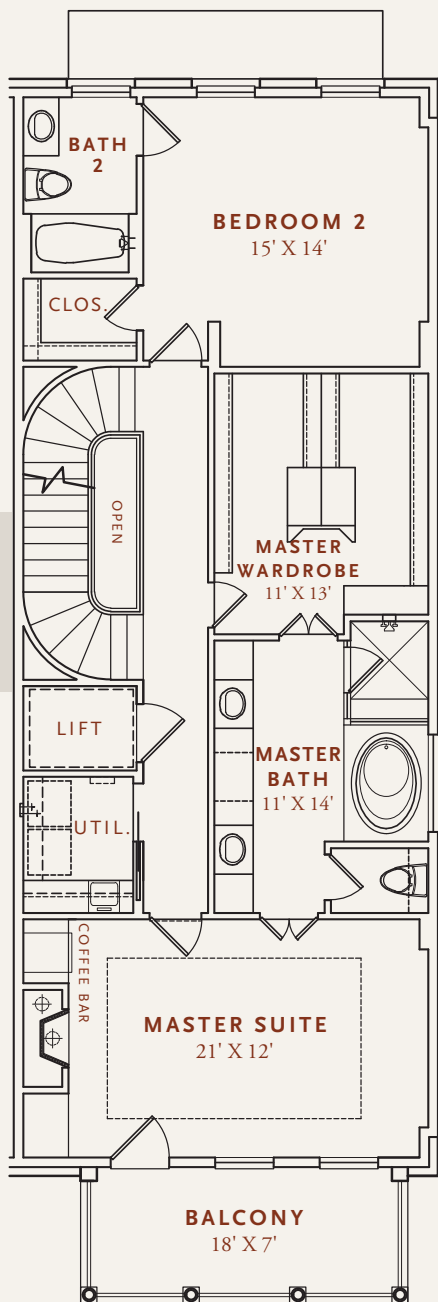 BATH
2
BEDROOM 2
15' X 14'
CLOS.
OPEN
MASTER
WARDROBE
11' X 13'
LIFT
MASTER
BATH
11' X 14'
UTIL.
COFFEE BAR
MASTER SUITE
21' X 12'
BALCONY
18' X 7'